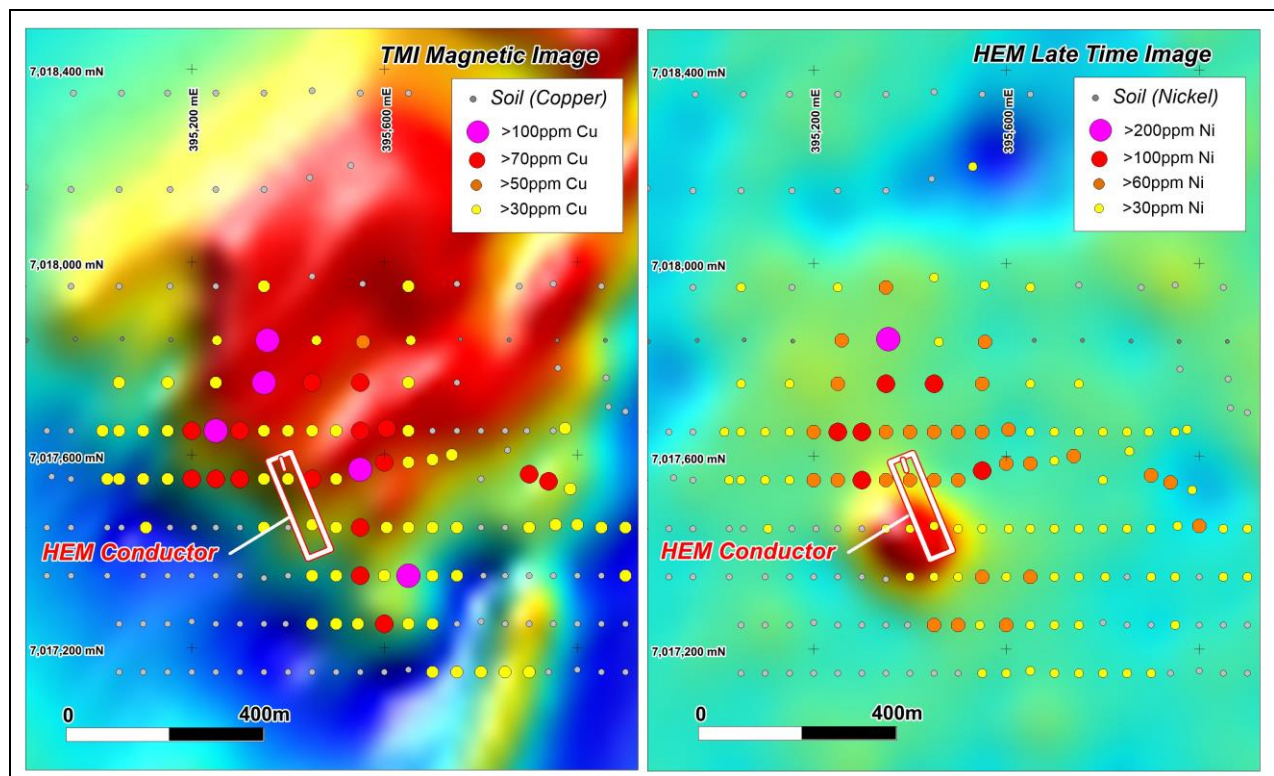 TMI Magnetic Image
7,018,400 mN
395,200 mE
395,600 mE
Soil (Copper)
>100ppm Cu
>70ppm Cu
>50ppm Cu
>30ppm Cu
7,018,000 mN
7,017,600 mN
HEM Conductor
7,017,200 mN
0
400m
HEM Late Time Image
7,018,400 mN
395,200 mE
395,600 mE
Soil (Nickel)
>200ppm Ni
>100ppm Ni
>60ppm Ni
>30ppm Ni
7,018,000 mN
7,017,600 mN
HEM Conductor
7,017,200 mN
0
400m